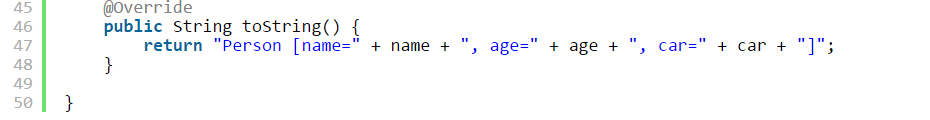 45     @Override
46     public String toString() {
47         return "Person [name=" + name + ", age=" + age + ", car=" + car + "]";
48     }
49
50 }